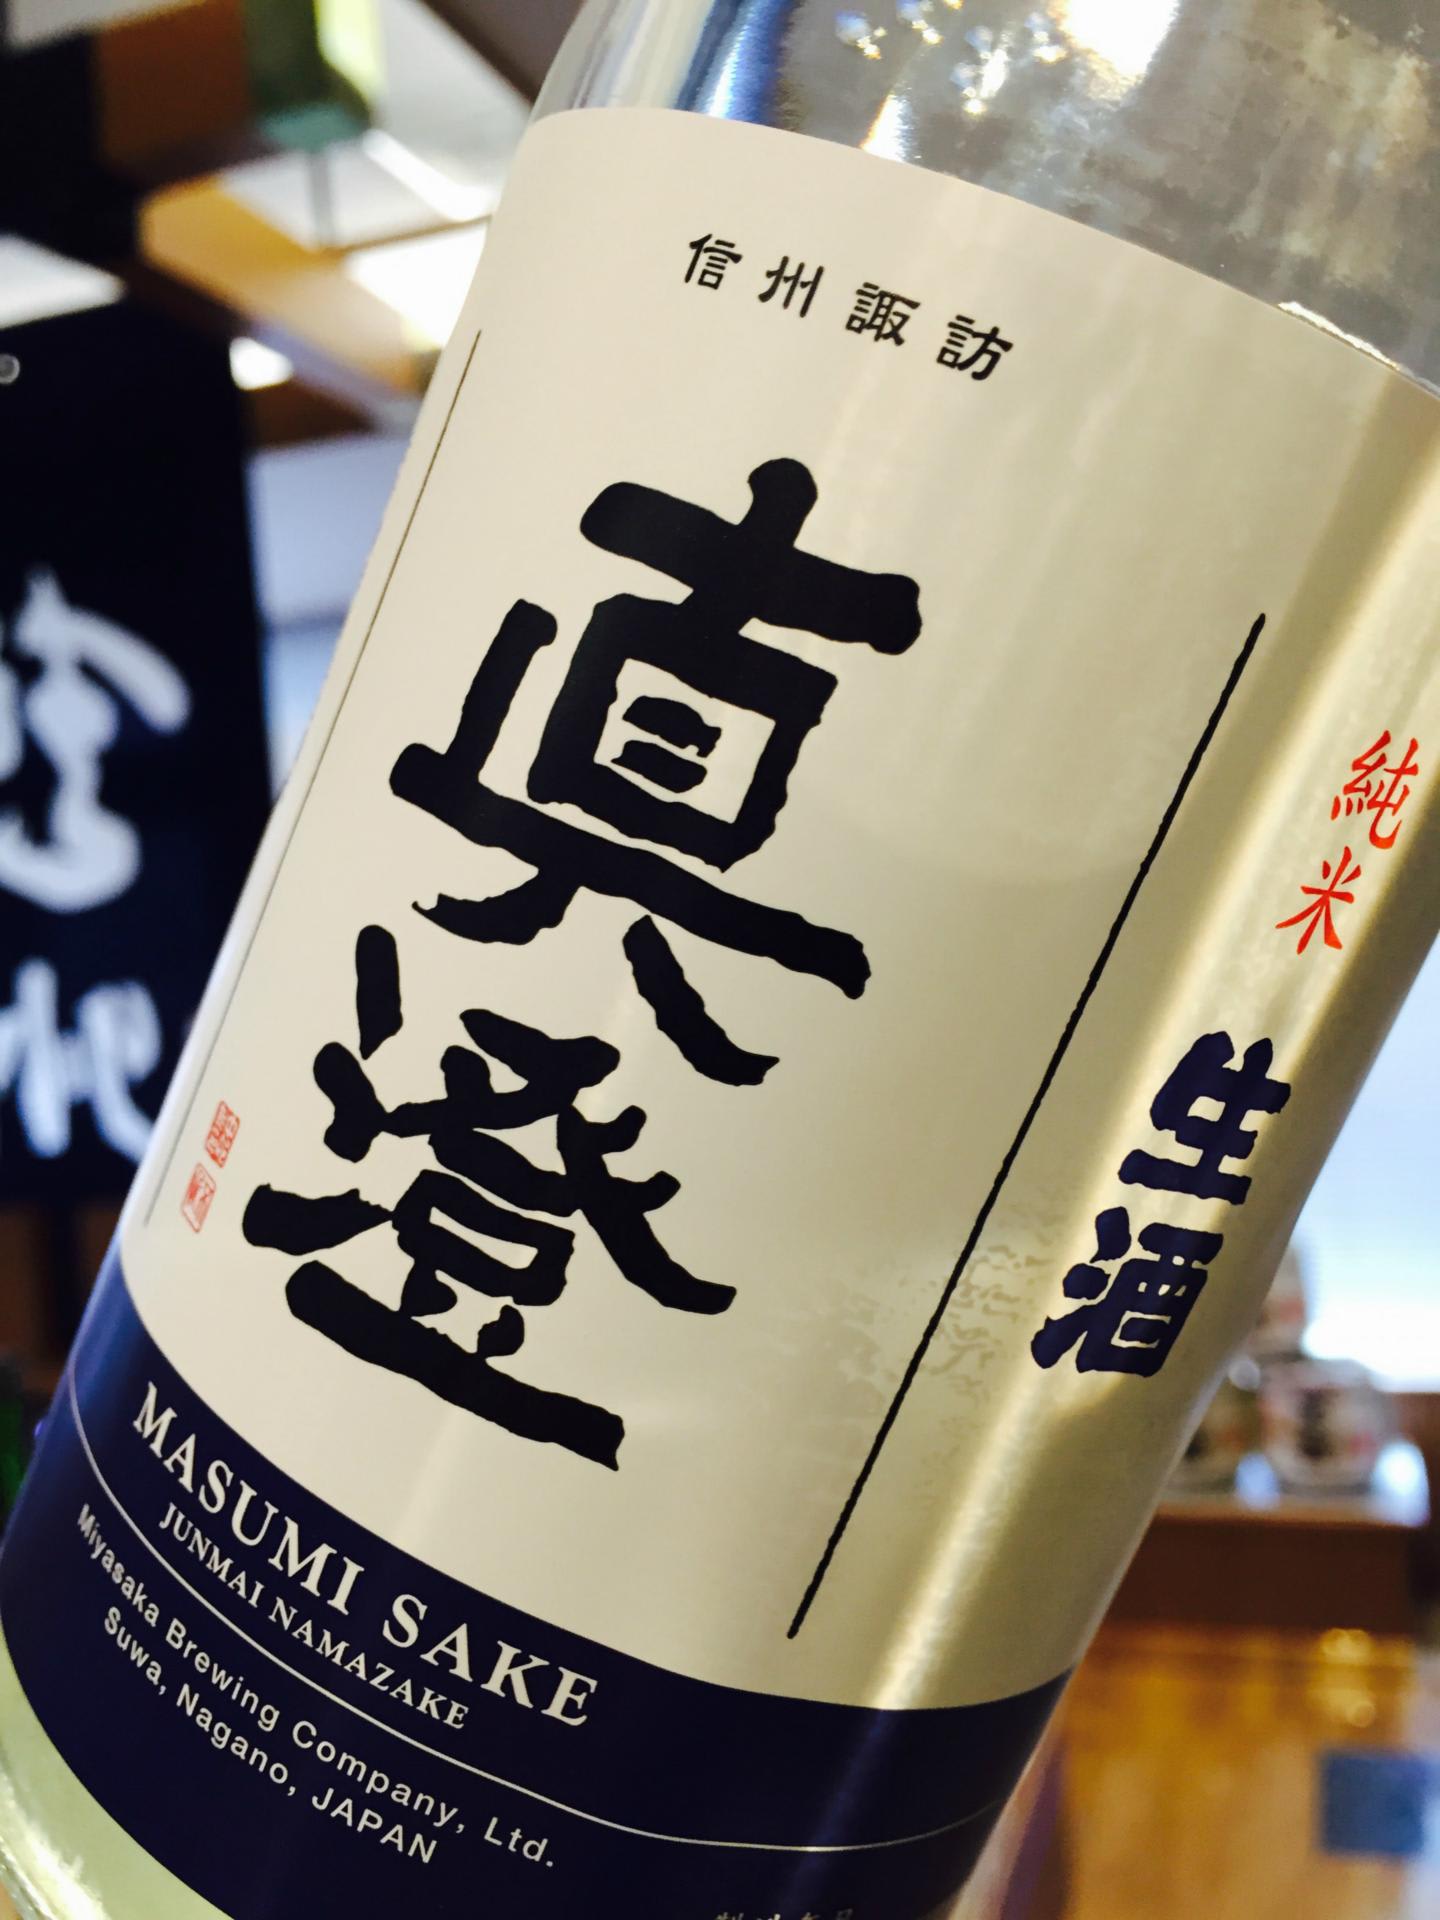 信州諏訪
真澄
純米
生酒
MASUMI SAKE
JUNMAI NAMAZAKE
Miyasaka Brewing Company, Ltd.
Suwa, Nagano, JAPAN